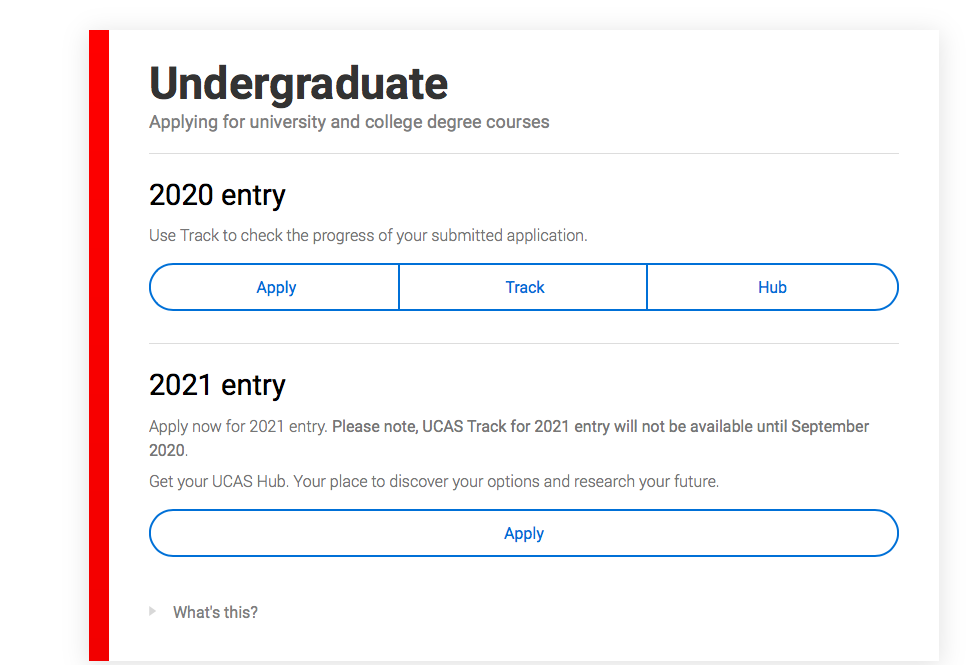 Undergraduate
Applying for university and college degree courses
2020 entry
Use Track to check the progress of your submitted application.
Apply
Track
Hub
2021 entry
Apply now for 2021 entry. Please note, UCAS Track for 2021 entry will not be available until September
2020.
Get your UCAS Hub. Your place to discover your options and research your future.
Apply
What's this?